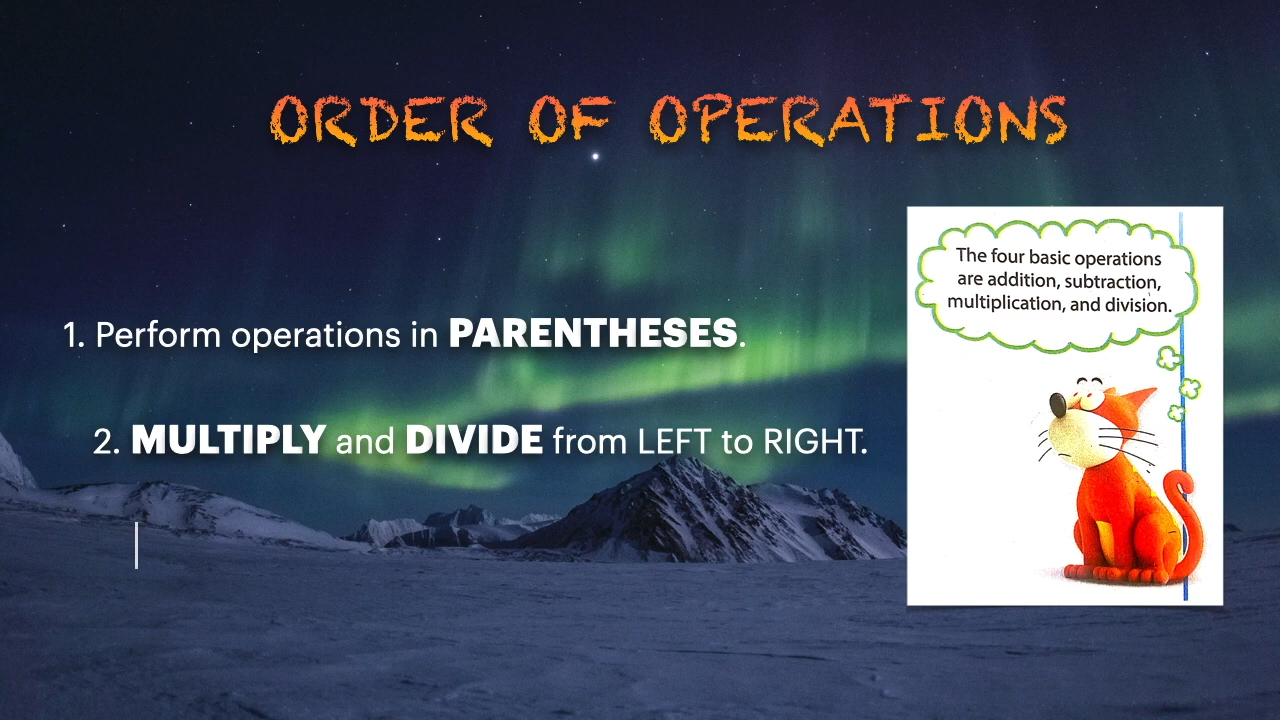 ORDER OF OPERATIONS
The four basic operations
are addition, subtraction,
multiplication, and division.
1. Perform operations in PARENTHESES.
2. MULTIPLY and DIVIDE from LEFT to RIGHT.